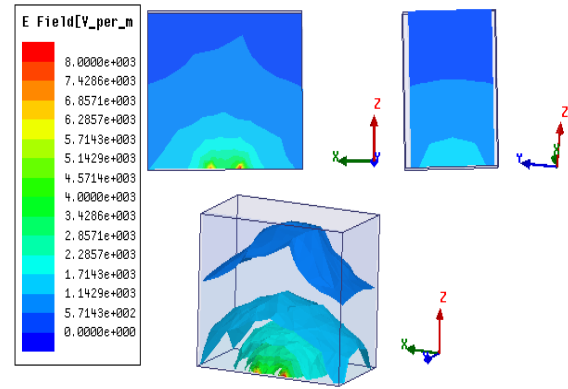 E Field[V_per_m
8.0000e+003
7.4286e+003
6.8571e+003
6.2857e+003
5.7143e+003
5.1429e+003
4.5714e+003
4.0000e+003
3.4286e+003
2.8571e+003
2.2857e+003
1.7143e+003
1.1429e+003
5.7143e+002
0.0000e+000
Z
X
Y
Z
Y
X
Z
X